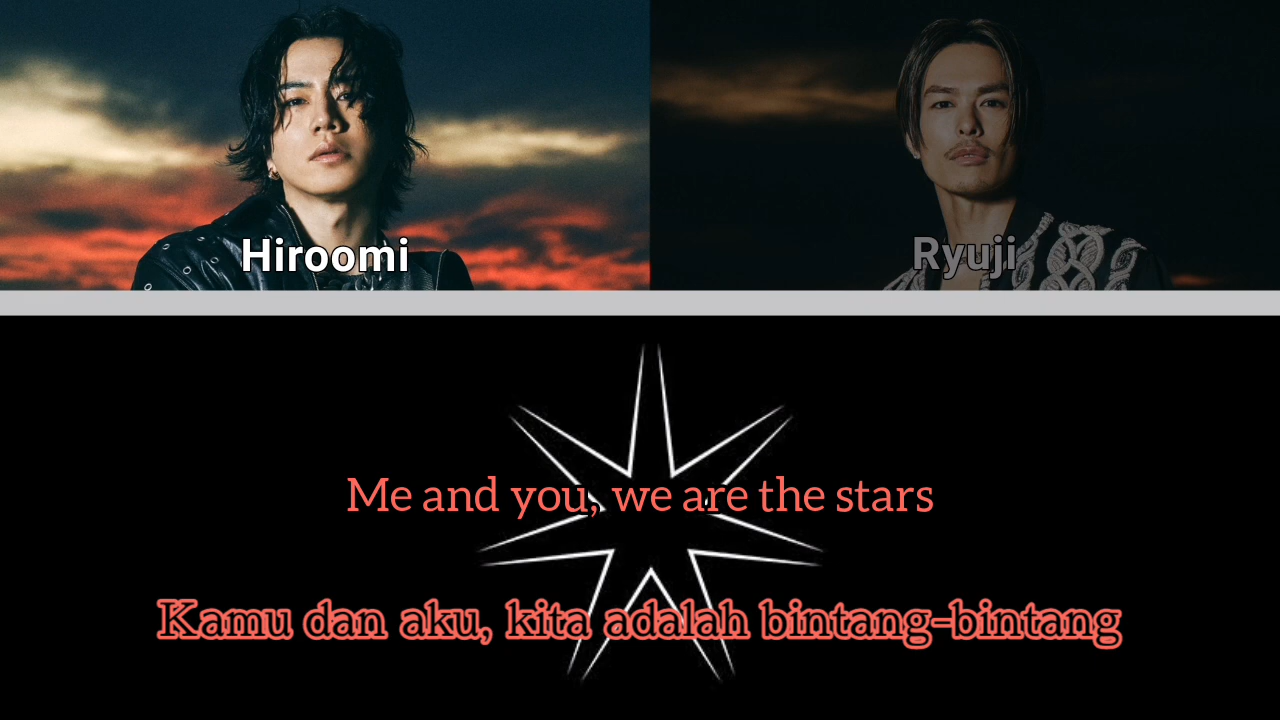 Hiroomi
Ryuji
Me and you, we are the stars
Kamu dan aku, kita adalah bintang-bintang